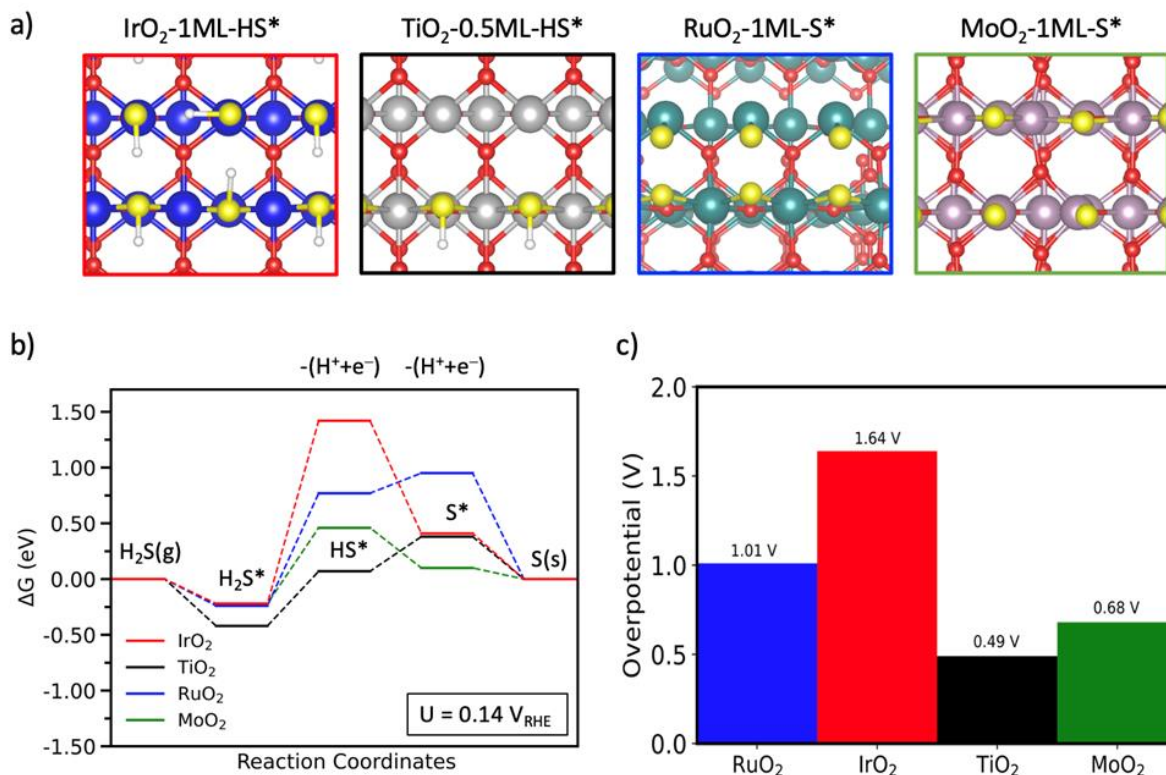 a)
IrO₂-1ML-HS*
TiO₂-0.5ML-HS*
RuO₂-1ML-S*
MoO₂-1ML-S*
b)
-(H⁺+e⁻)
-(H⁺+e⁻)
1.50
1.00
0.50
0.00
-0.50
-1.00
-1.50
ΔG (eV)
H₂S(g)
H₂S*
HS*
S*
S(s)
IrO₂
TiO₂
RuO₂
MoO₂
U = 0.14 V_RHE
Reaction Coordinates
c)
2.0
1.5
1.0
0.5
0.0
Overpotential (V)
1.01 V
1.64 V
0.49 V
0.68 V
RuO₂
IrO₂
TiO₂
MoO₂